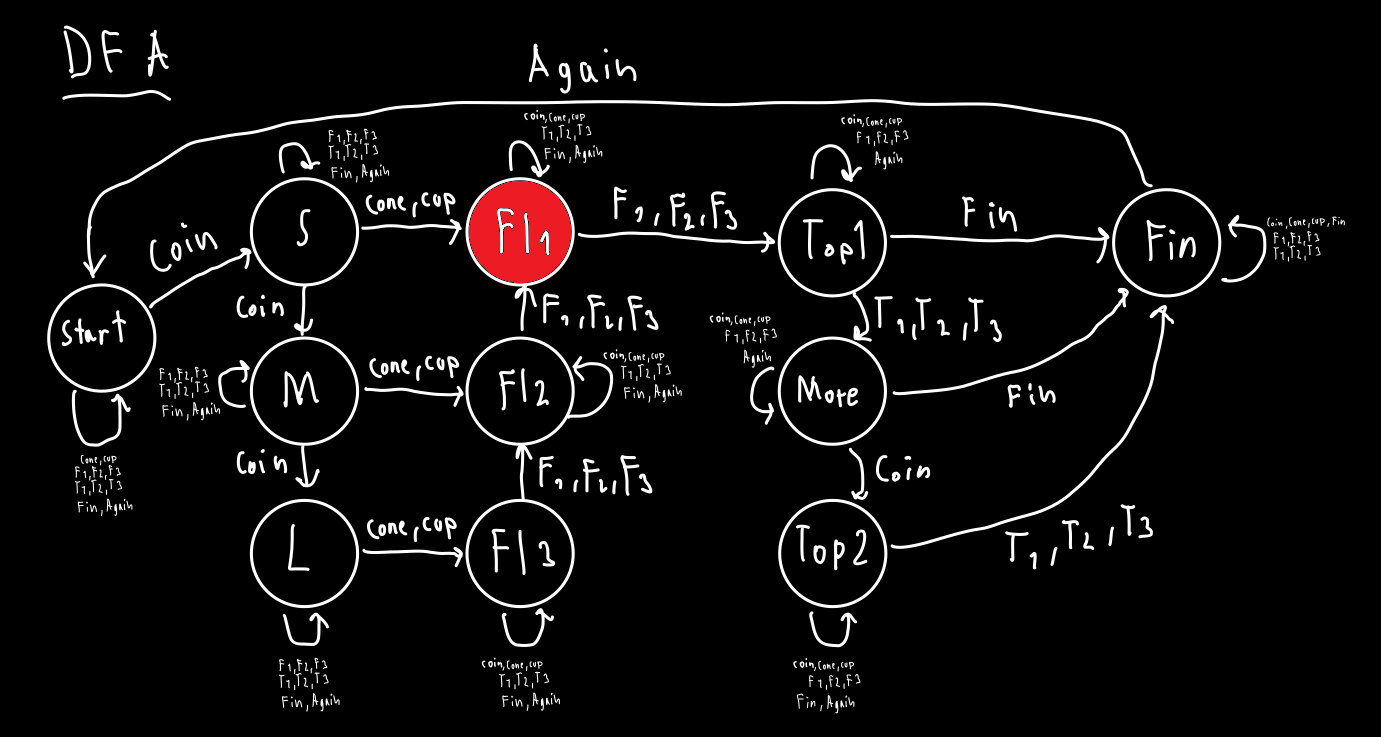 DFA
Again
coin, cone, cup
T1, T2, T3
Fin, Again
coin, cone, cup
F1, F2, F3
Again
F1, F2, F3
T1, T2, T3
Fin, Again
S
Cone, cup
Fl1
F1, F2, F3
Top1
Fin
Fin
Coin, Cone, cup, Fin
F1, F2, F3
T1, T2, T3
Coin
Start
Cone, cup
F1, F2, F3
T1, T2, T3
Fin, Again
Coin
F1, F2, F3
T1, T2, T3
F1, F2, F3
T1, T2, T3
Fin, Again
M
Cone, cup
Fl2
coin, cone, cup
T1, T2, T3
Fin, Again
coin, cone, cup
F1, F2, F3
Again
More
Fin
Coin
F1, F2, F3
Coin
L
Cone, cup
Fl3
Top2
T1, T2, T3
F1, F2, F3
T1, T2, T3
Fin, Again
coin, cone, cup
T1, T2, T3
Fin, Again
coin, cone, cup
F1, F2, F3
Fin, Again